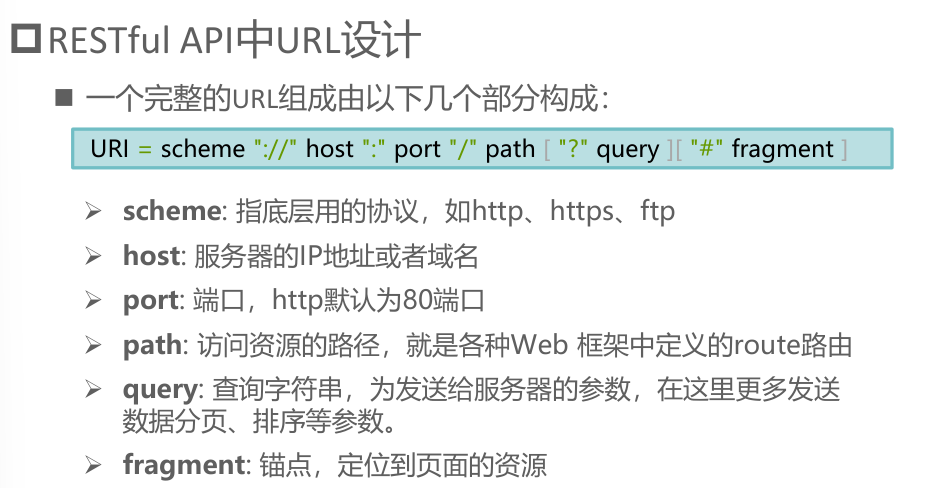 RESTful API中URL设计
一个完整的URL组成由以下几个部分构成：
URI = scheme "://" host ":" port "/" path [ "?" query ][ "#" fragment ]
scheme: 指底层用的协议，如http、https、ftp
host: 服务器的IP地址或者域名
port: 端口，http默认为80端口
path: 访问资源的路径，就是各种Web 框架中定义的route路由
query: 查询字符串，为发送给服务器的参数，在这里更多发送
数据分页、排序等参数。
fragment: 锚点，定位到页面的资源